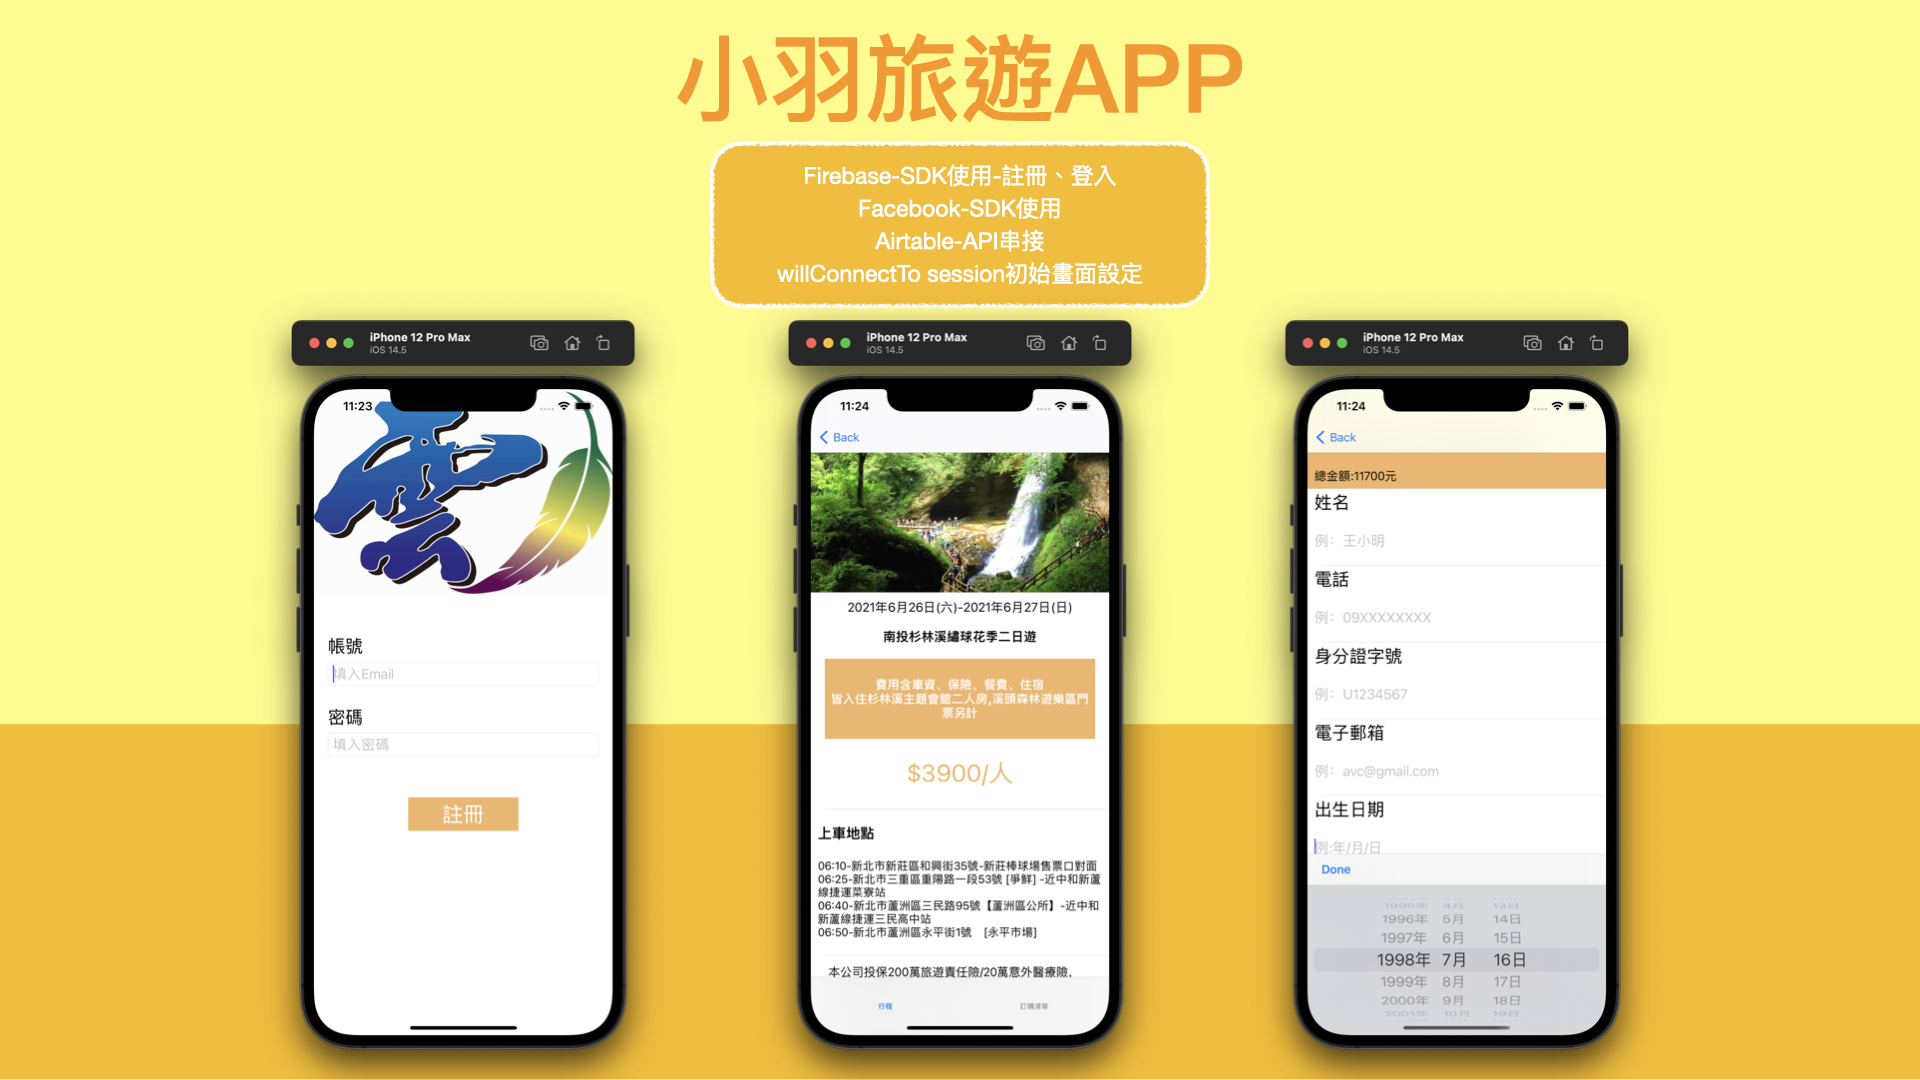 小羽旅遊APP
Firebase-SDK使用-註冊、登入
Facebook-SDK使用
Airtable-API串接
willConnectTo session初始畫面設定
iPhone 12 Pro Max
iOS 14.5
11:23
雲
帳號
填入Email
密碼
填入密碼
註冊
iPhone 12 Pro Max
iOS 14.5
11:24
Back
2021年6月26日(六)-2021年6月27日(日)
南投杉林溪繡球花季二日遊
費用含車資、保險、餐費、住宿
皆入住杉林溪主題會館二人房,溪頭森林遊樂區門
票另計
$3900/人
上車地點
06:10-新北市新莊區和興街35號-新莊棒球場售票口對面
06:25-新北市三重區重陽路一段53號 [爭鮮] -近中和新蘆
線捷運菜寮站
06:40-新北市蘆洲區三民路95號【蘆洲區公所】-近中和
新蘆線捷運三民高中站
06:50-新北市蘆洲區永平街1號　[永平市場]
本公司投保200萬旅遊責任險/20萬意外醫療險,
行程
訂購清單
iPhone 12 Pro Max
iOS 14.5
11:24
Back
總金額:11700元
姓名
例：王小明
電話
例：09XXXXXXXX
身分證字號
例：U1234567
電子郵箱
例：avc@gmail.com
出生日期
例:年/月/日
Done
1995年 4月 13日
1996年 5月 14日
1997年 6月 15日
1998年 7月 16日
1999年 8月 17日
2000年 9月 18日
2001年 10月 19日